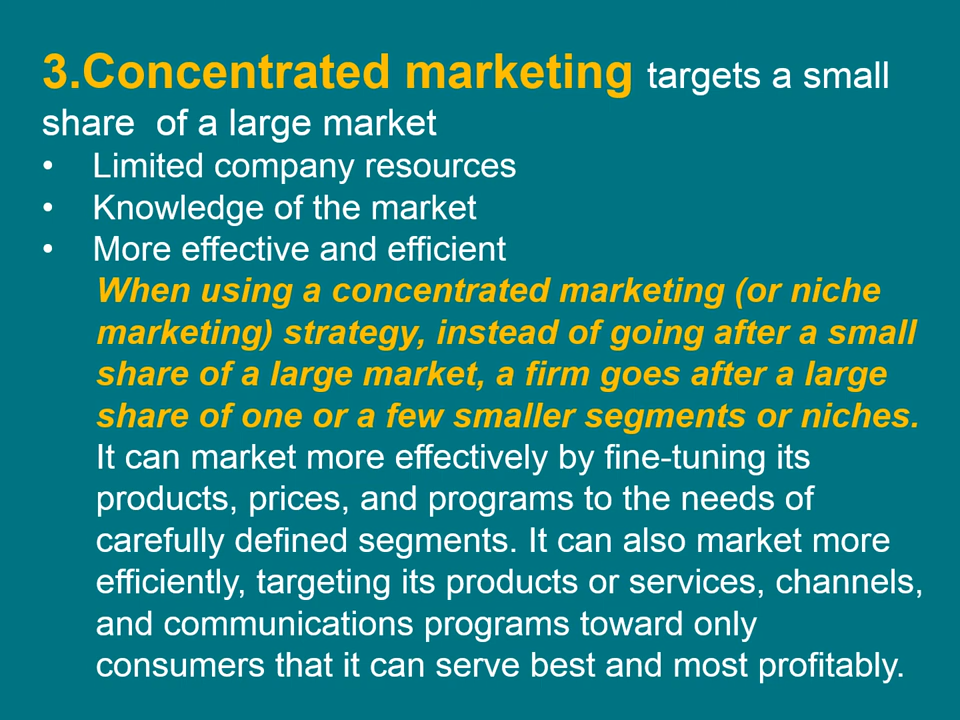 3.Concentrated marketing targets a small
share of a large market
• Limited company resources
• Knowledge of the market
• More effective and efficient
When using a concentrated marketing (or niche
marketing) strategy, instead of going after a small
share of a large market, a firm goes after a large
share of one or a few smaller segments or niches.
It can market more effectively by fine-tuning its
products, prices, and programs to the needs of
carefully defined segments. It can also market more
efficiently, targeting its products or services, channels,
and communications programs toward only
consumers that it can serve best and most profitably.